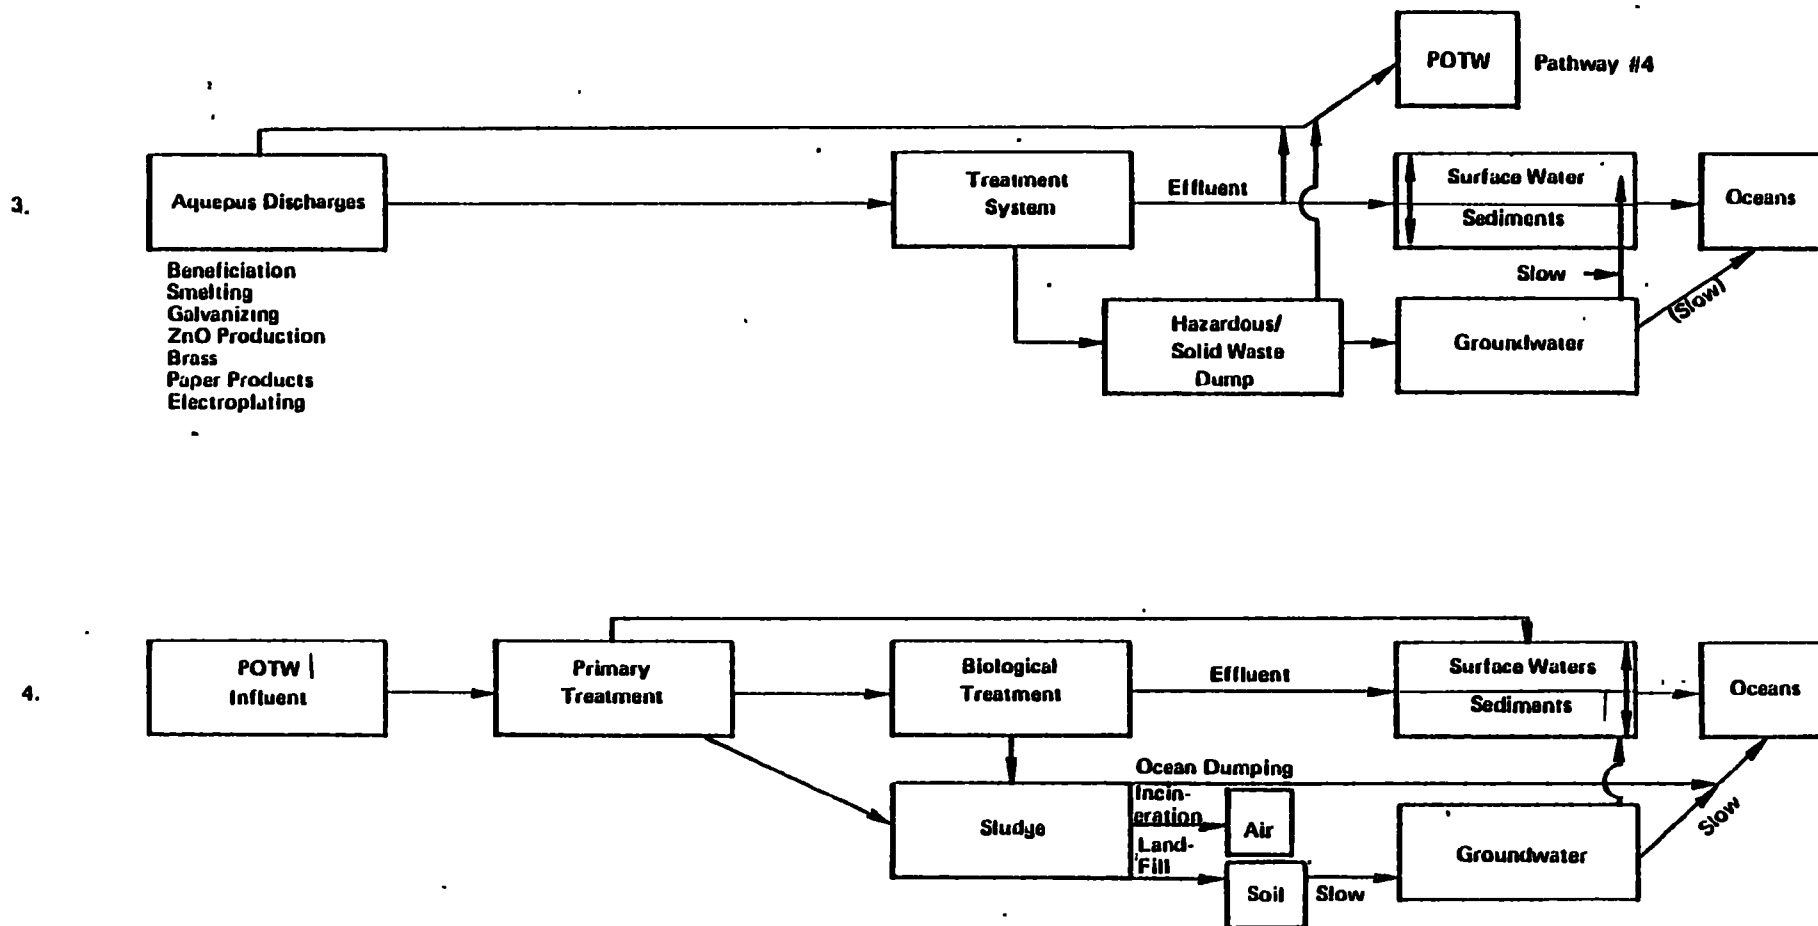 POTW
Pathway #4
3.
Aquepus Discharges
Beneficiation
Smelting
Galvanizing
ZnO Production
Brass
Paper Products
Electroplating
Treatment
System
Effluent
Surface Water
Sediments
Oceans
Slow
(Slow)
Hazardous/
Solid Waste
Dump
Groundwater
4.
POTW
Influent
Primary
Treatment
Biological
Treatment
Effluent
Surface Waters
Sediments
Oceans
Sludge
Ocean Dumping
Incin-
eration
Air
Land-
Fill
Soil
Slow
Groundwater
Slow